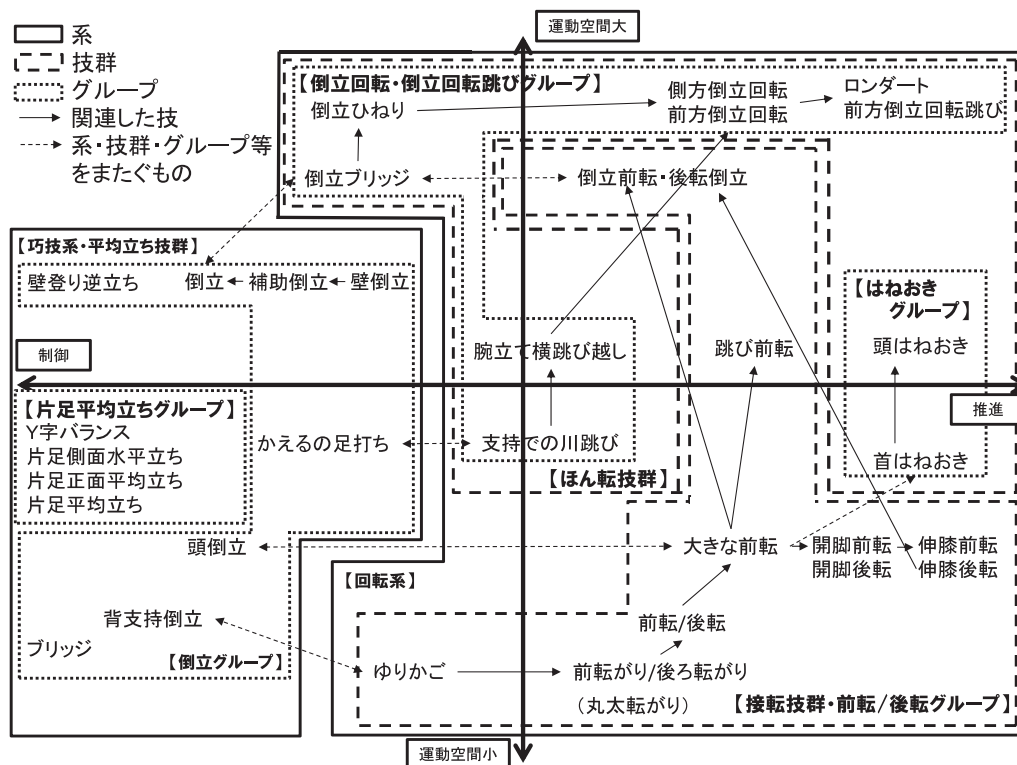 運動空間大
系
技群
グループ
関連した技
系・技群・グループ等
をまたぐもの
【倒立回転・倒立回転跳びグループ】
倒立ひねり
側方倒立回転
前方倒立回転
ロンダート
前方倒立回転跳び
倒立ブリッジ
倒立前転・後転倒立
【巧技系・平均立ち技群】
壁登り逆立ち
倒立
補助倒立
壁倒立
【はねおき
グループ】
制御
腕立て横跳び越し
跳び前転
頭はねおき
推進
【片足平均立ちグループ】
Y字バランス
片足側面水平立ち
片足正面平均立ち
片足平均立ち
かえるの足打ち
支持での川跳び
首はねおき
【ほん転技群】
頭倒立
大きな前転
開脚前転
開脚後転
伸膝前転
伸膝後転
【回転系】
背支持倒立
前転/後転
ブリッジ
【倒立グループ】
ゆりかご
前転がり/後ろ転がり
(丸太転がり)
【接転技群・前転/後転グループ】
運動空間小